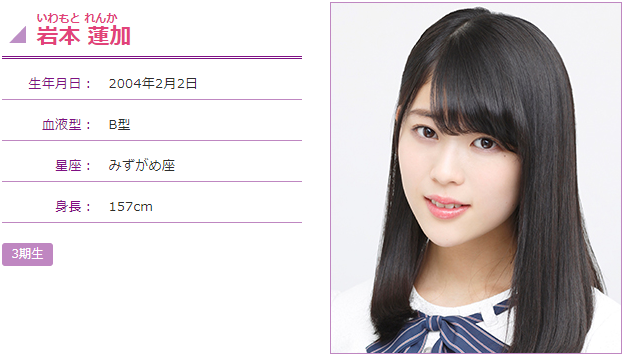 いわもと れんか
岩本 蓮加
生年月日： 2004年2月2日
血液型： B型
星座： みずがめ座
身長： 157cm
3期生